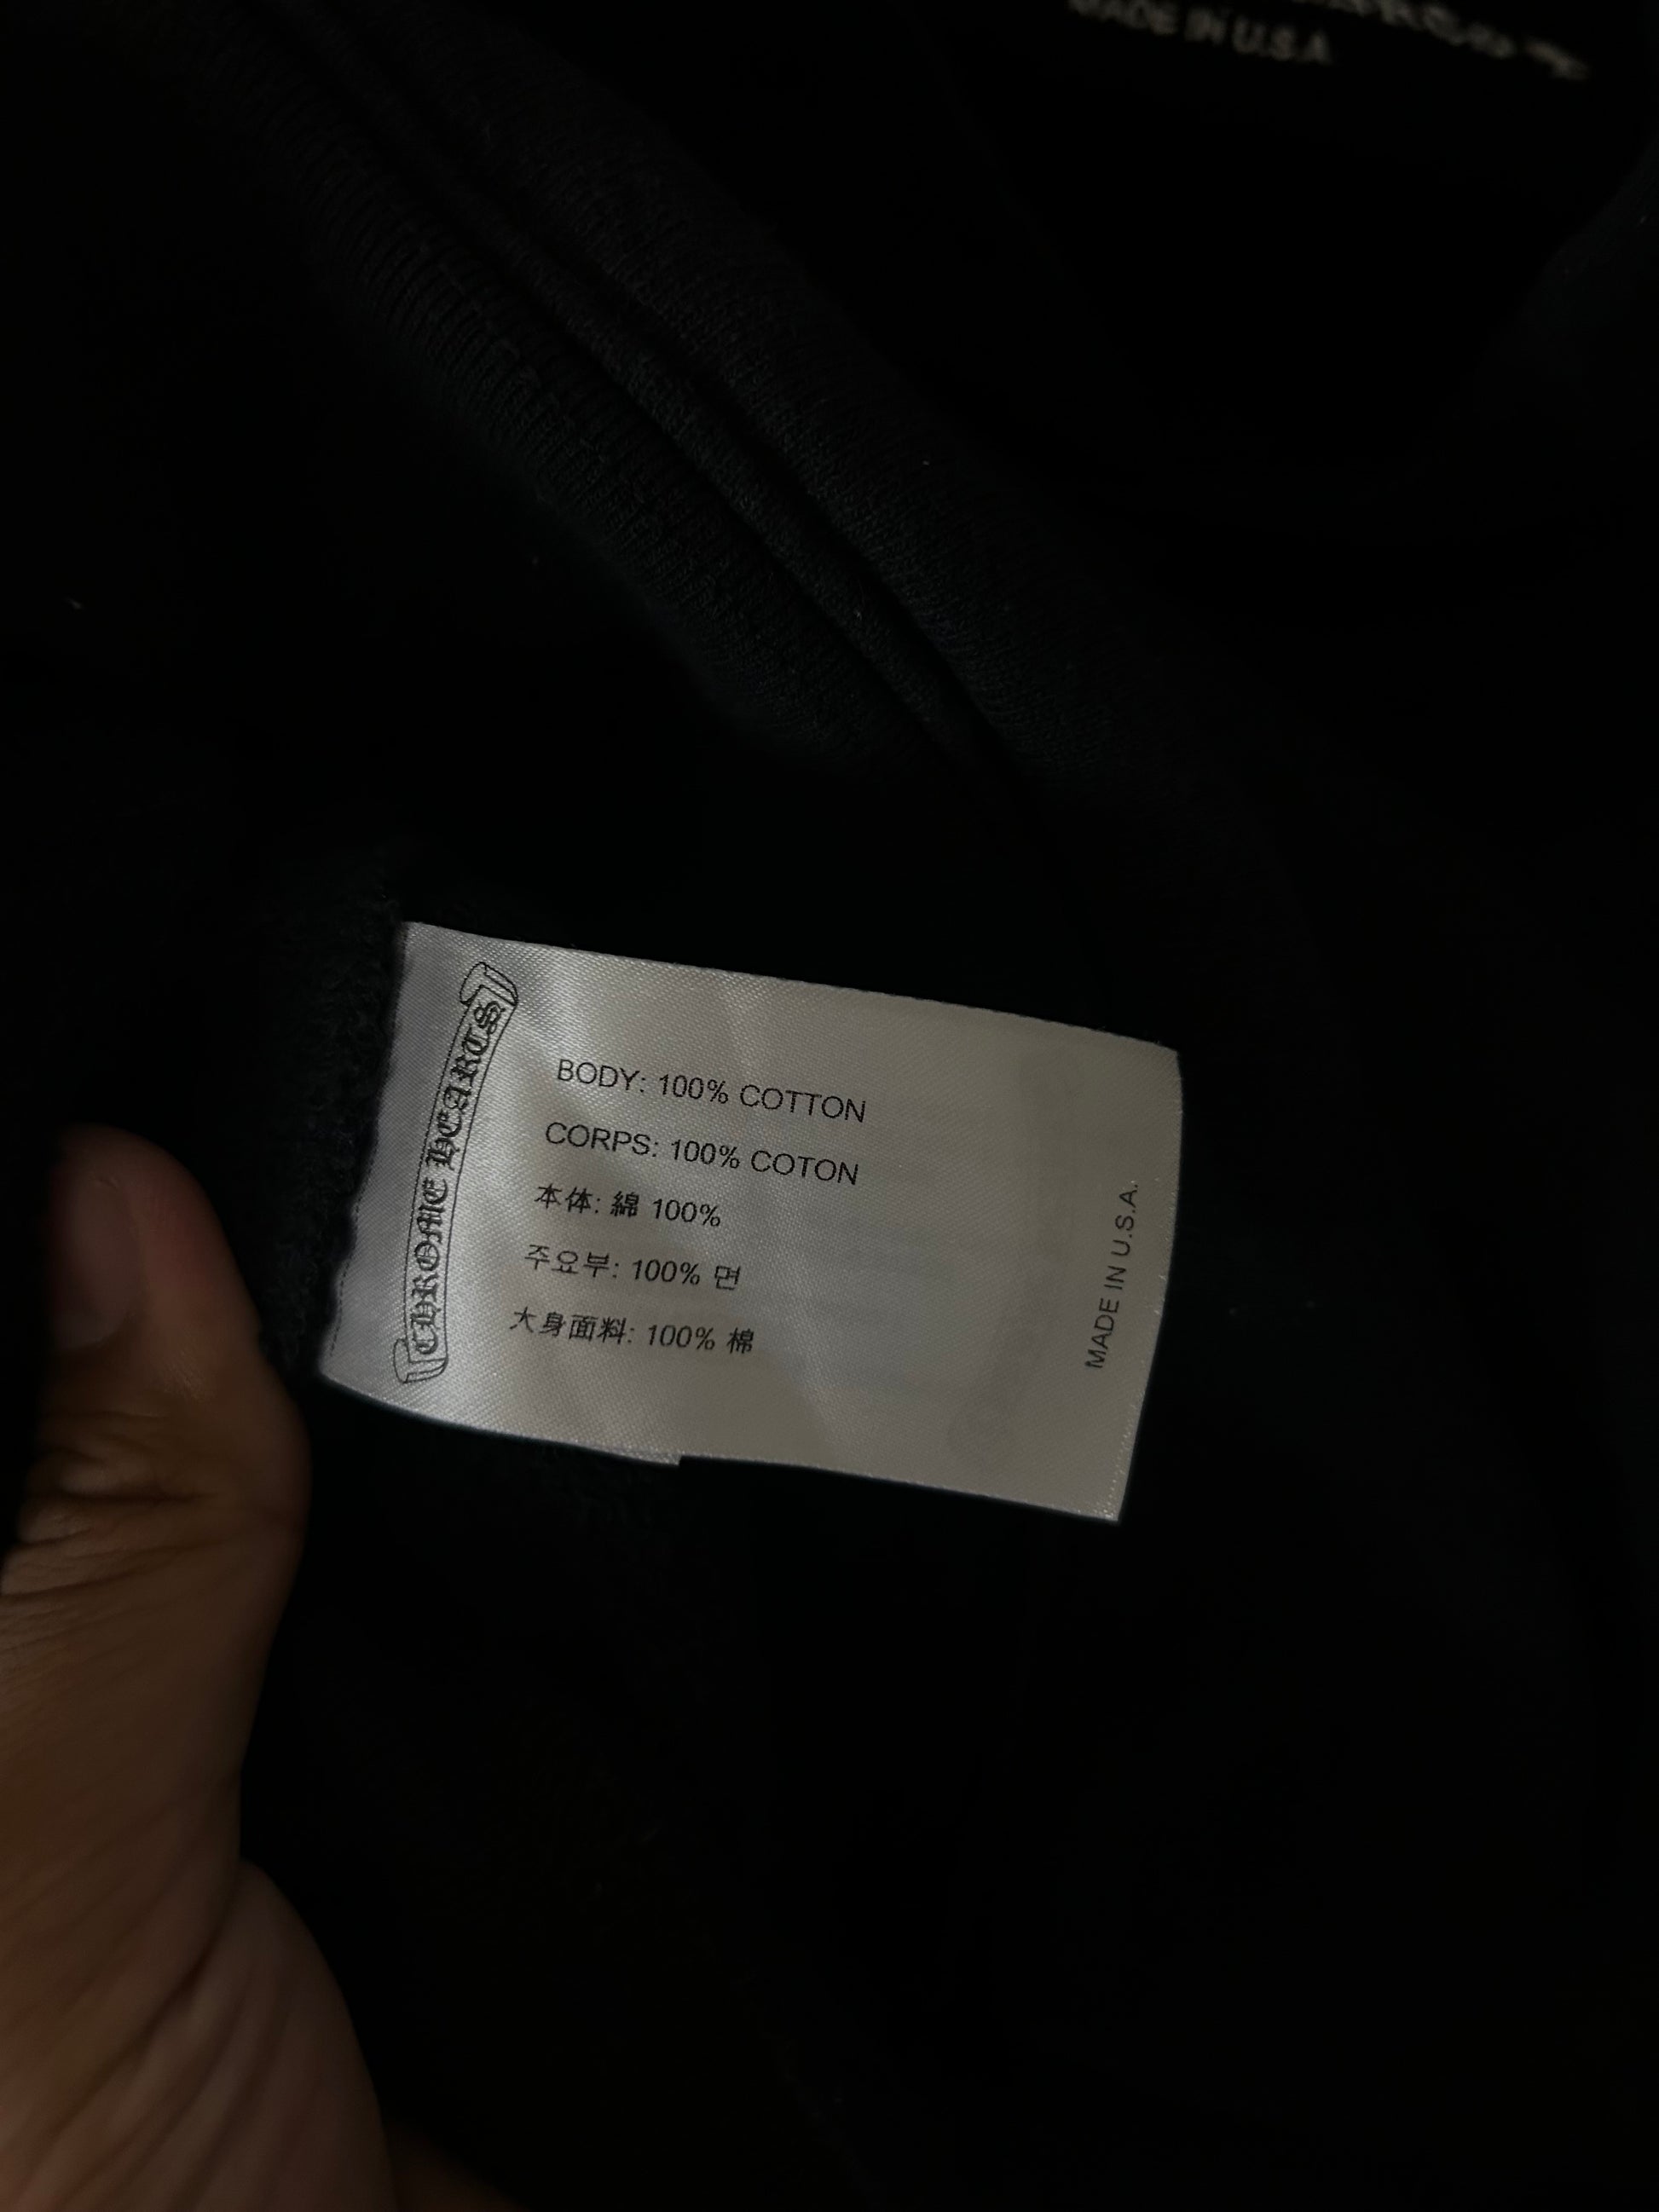 MADE IN U.S.A
CHROME HEARTS
BODY: 100% COTTON
CORPS: 100% COTON
本体: 綿 100%
주요부: 100% 면
大身面料: 100% 棉
MADE IN U.S.A.